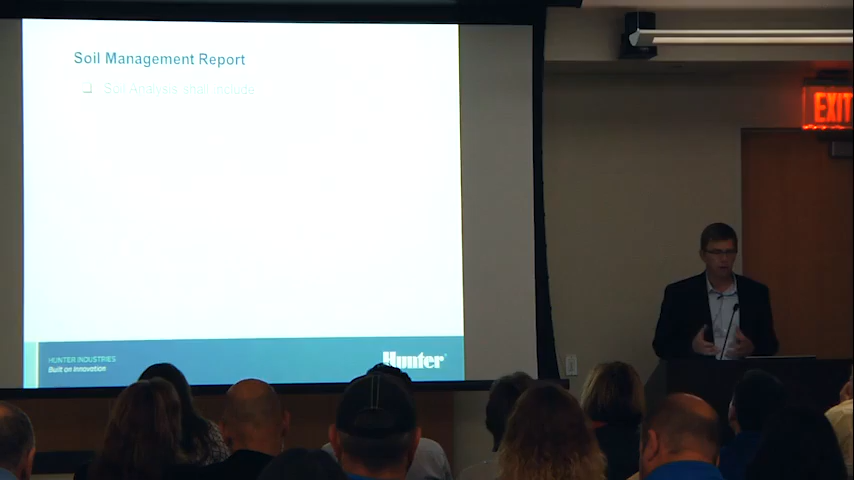 Soil Management Report
Soil Analysis shall include
HUNTER INDUSTRIES
Built on Innovation
Hunter
EXIT